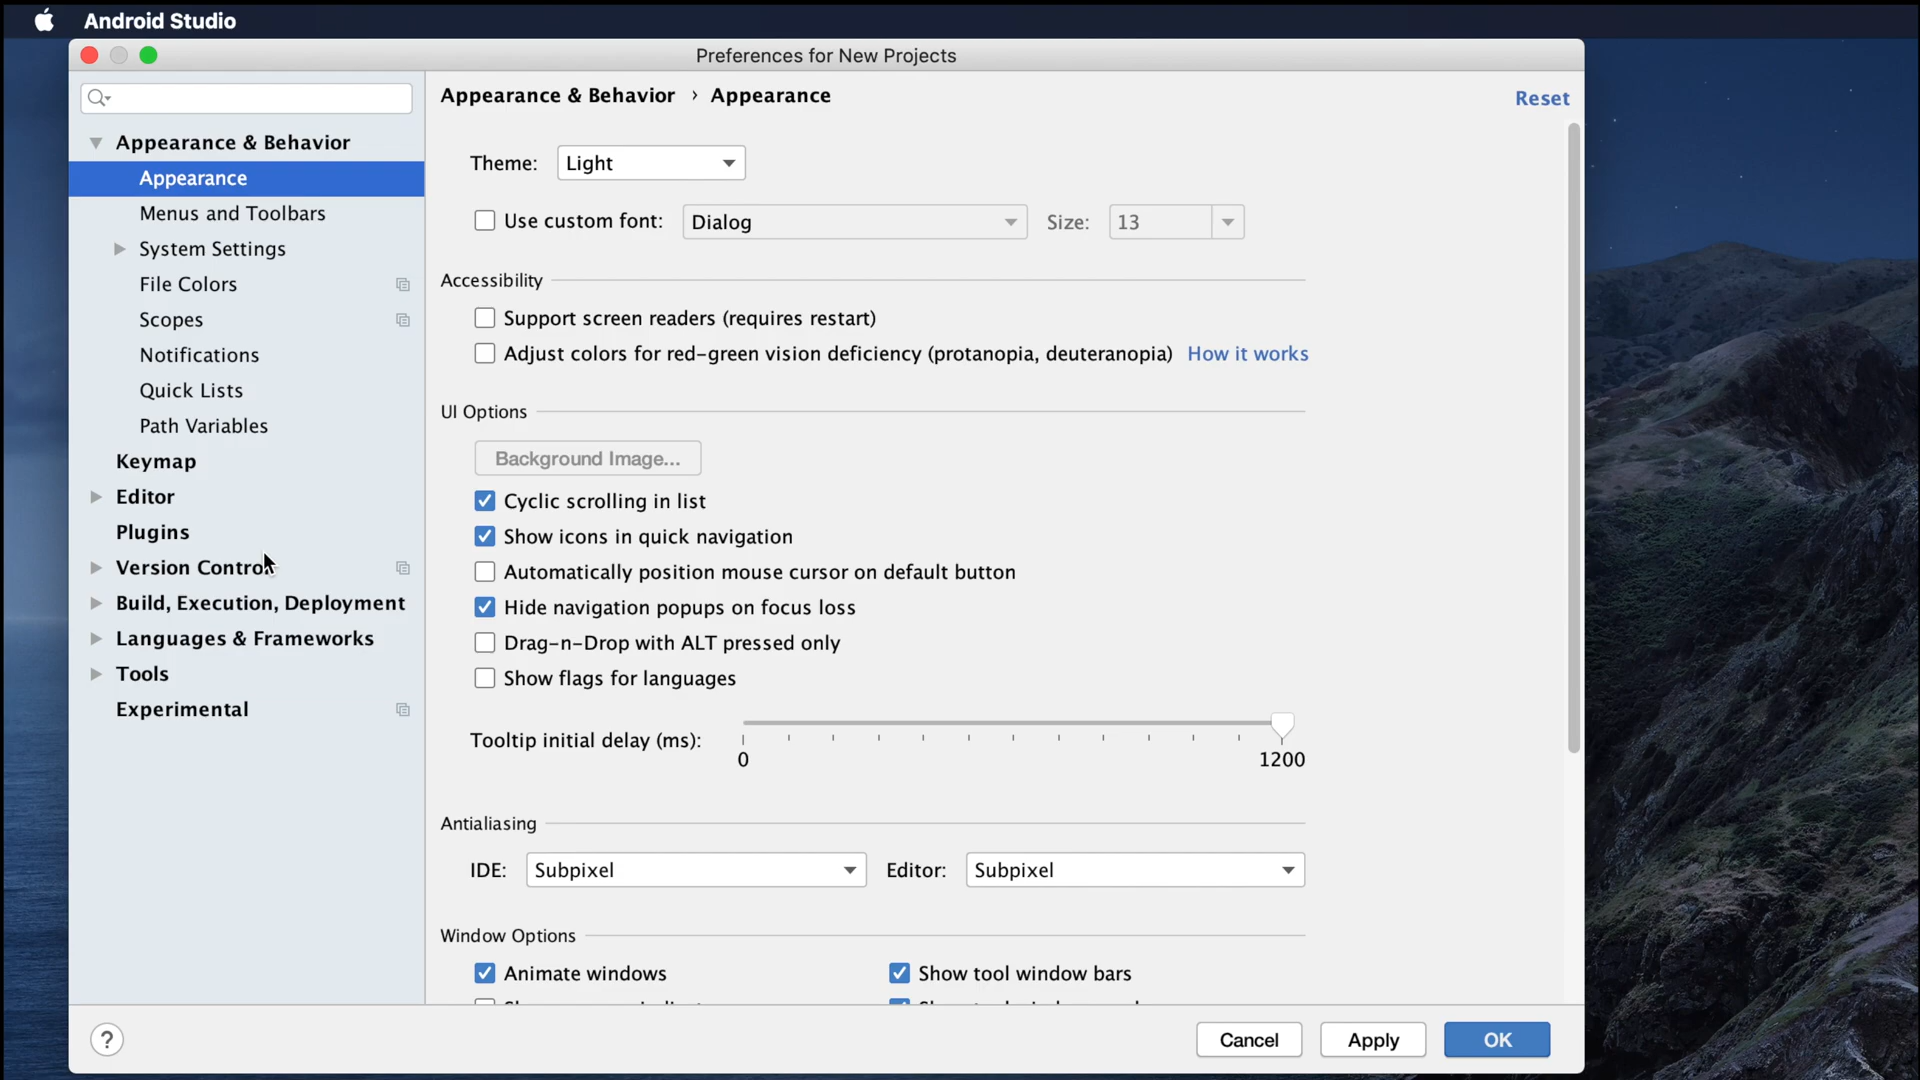 Android Studio
Preferences for New Projects
Appearance & Behavior
Appearance
Menus and Toolbars
System Settings
File Colors
Scopes
Notifications
Quick Lists
Path Variables
Keymap
Editor
Plugins
Version Control
Build, Execution, Deployment
Languages & Frameworks
Tools
Experimental
Appearance & Behavior › Appearance
Reset
Theme: Light
Use custom font: Dialog Size: 13
Accessibility
Support screen readers (requires restart)
Adjust colors for red-green vision deficiency (protanopia, deuteranopia) How it works
UI Options
Background Image...
Cyclic scrolling in list
Show icons in quick navigation
Automatically position mouse cursor on default button
Hide navigation popups on focus loss
Drag-n-Drop with ALT pressed only
Show flags for languages
Tooltip initial delay (ms):
0 1200
Antialiasing
IDE: Subpixel Editor: Subpixel
Window Options
Animate windows Show tool window bars
? Cancel Apply OK